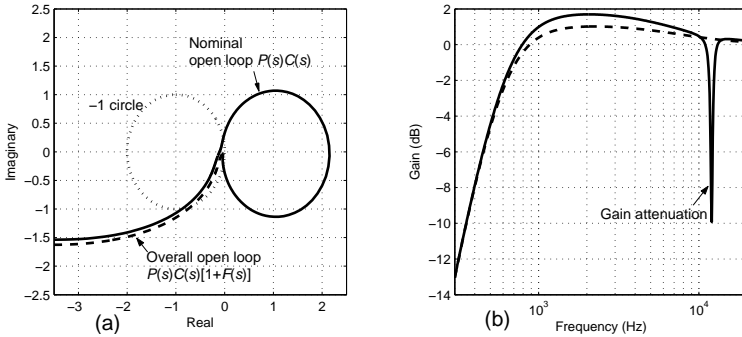 2.5
2
1.5
1
0.5
0
−0.5
−1
−1.5
−2
−2.5
Imaginary
Nominal
open loop P(s)C(s)
−1 circle
Overall open loop
P(s)C(s)[1+F(s)]
−3 −2 −1 0 1 2
Real
(a)
2
0
−2
−4
−6
−8
−10
−12
−14
Gain (dB)
Gain attenuation
10³ 10⁴
Frequency (Hz)
(b)